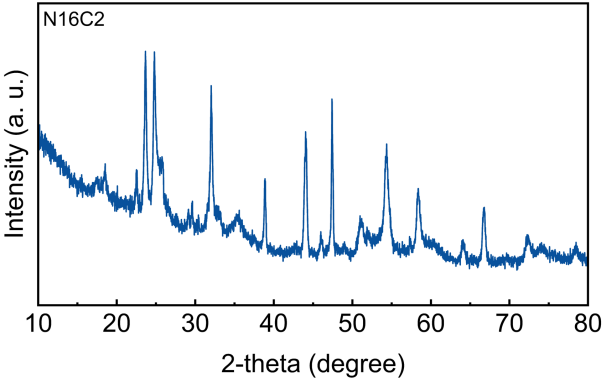 N16C2
Intensity (a. u.)
10 20 30 40 50 60 70 80
2-theta (degree)